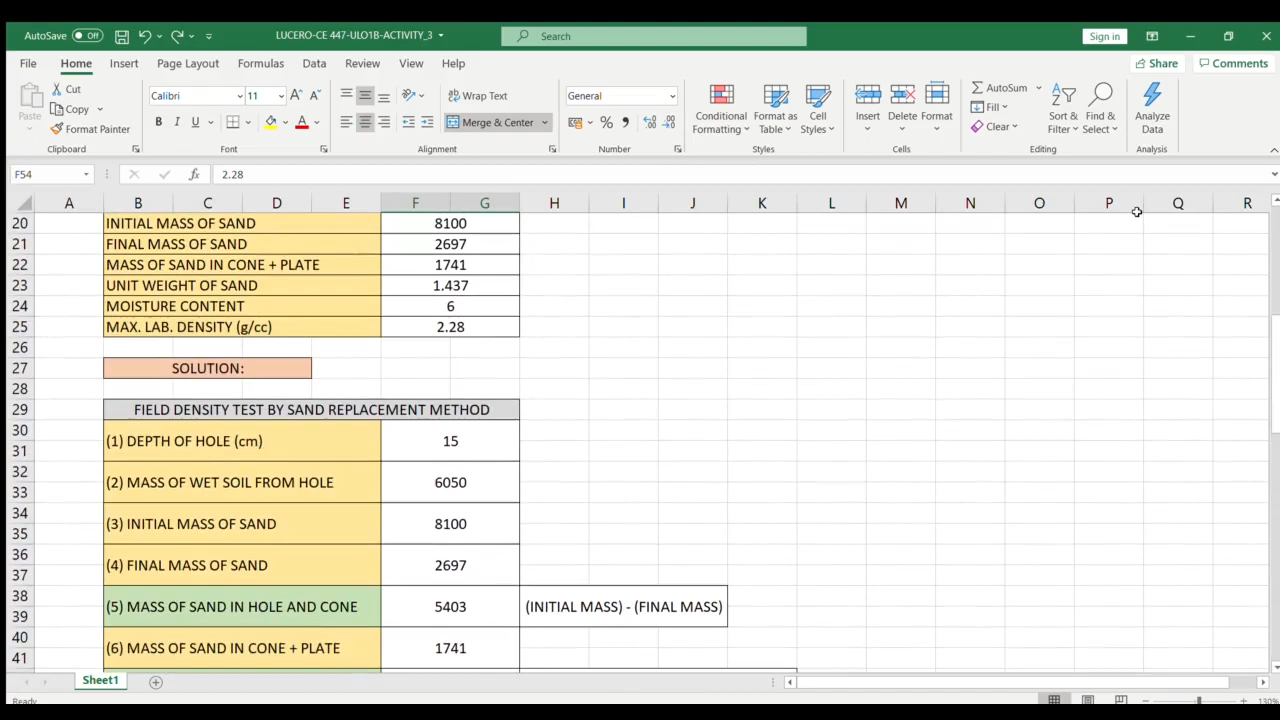 AutoSave Off LUCERO-CE 447-ULO1B-ACTIVITY_3 Search Sign in
File Home Insert Page Layout Formulas Data Review View Help Share Comments
Paste Cut Copy Format Painter Clipboard
Calibri 11 A A B I U A Font
Wrap Text Merge & Center Alignment
General % Number
Conditional Formatting Format as Table Cell Styles Styles
Insert Delete Format Cells
AutoSum Fill Clear Sort & Filter Find & Select Editing
Analyze Data Analysis
F54 fx 2.28
A B C D E F G H I J K L M N O P Q R
20 INITIAL MASS OF SAND 8100
21 FINAL MASS OF SAND 2697
22 MASS OF SAND IN CONE + PLATE 1741
23 UNIT WEIGHT OF SAND 1.437
24 MOISTURE CONTENT 6
25 MAX. LAB. DENSITY (g/cc) 2.28
26
27 SOLUTION:
28
29 FIELD DENSITY TEST BY SAND REPLACEMENT METHOD
30
(1) DEPTH OF HOLE (cm) 15
31
32
(2) MASS OF WET SOIL FROM HOLE 6050
33
34
(3) INITIAL MASS OF SAND 8100
35
36
(4) FINAL MASS OF SAND 2697
37
38
(5) MASS OF SAND IN HOLE AND CONE 5403 (INITIAL MASS) - (FINAL MASS)
39
40
(6) MASS OF SAND IN CONE + PLATE 1741
41
Sheet1
Ready 130%